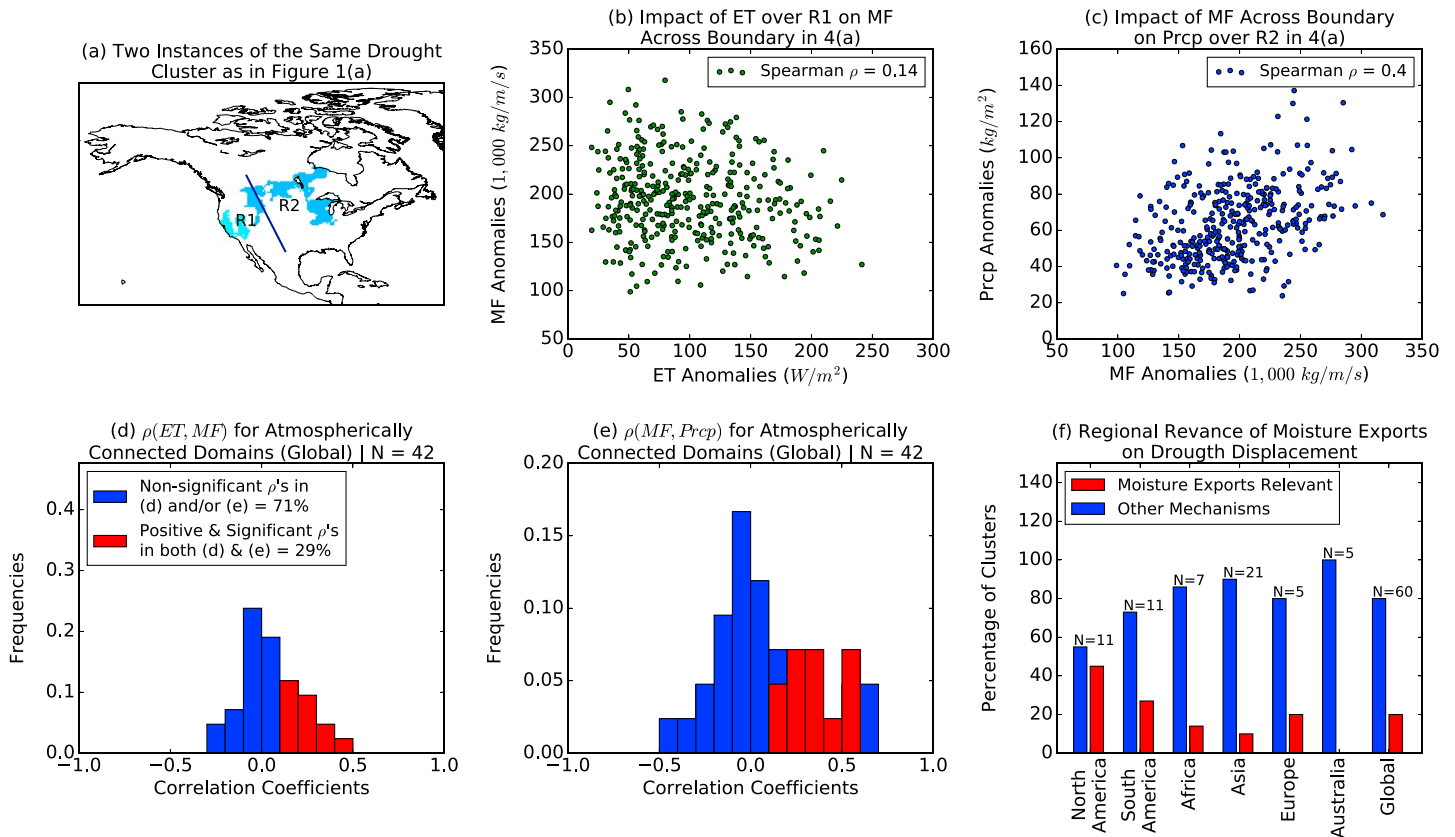 (a) Two Instances of the Same Drought
Cluster as in Figure 1(a)
R1
R2
(b) Impact of ET over R1 on MF
Across Boundary in 4(a)
Spearman ρ = 0.14
MF Anomalies (1,000 kg/m/s)
350
300
250
200
150
100
50
0 50 100 150 200 250 300
ET Anomalies (W/m²)
(c) Impact of MF Across Boundary
on Prcp over R2 in 4(a)
Spearman ρ = 0.4
Prcp Anomalies (kg/m²)
160
140
120
100
80
60
40
20
0
50 100 150 200 250 300 350
MF Anomalies (1,000 kg/m/s)
(d) ρ(ET, MF) for Atmospherically
Connected Domains (Global) | N = 42
Non-significant ρ's in
(d) and/or (e) = 71%
Positive & Significant ρ's
in both (d) & (e) = 29%
Frequencies
0.4
0.3
0.2
0.1
0.0
−1.0 −0.5 0.0 0.5 1.0
Correlation Coefficients
(e) ρ(MF, Prcp) for Atmospherically
Connected Domains (Global) | N = 42
Frequencies
0.20
0.15
0.10
0.05
0.00
−1.0 −0.5 0.0 0.5 1.0
Correlation Coefficients
(f) Regional Revance of Moisture Exports
on Drougth Displacement
Moisture Exports Relevant
Other Mechanisms
Percentage of Clusters
140
120
100
80
60
40
20
0
N=11
N=11
N=7
N=21
N=5
N=5
N=60
North
America
South
America
Africa
Asia
Europe
Australia
Global